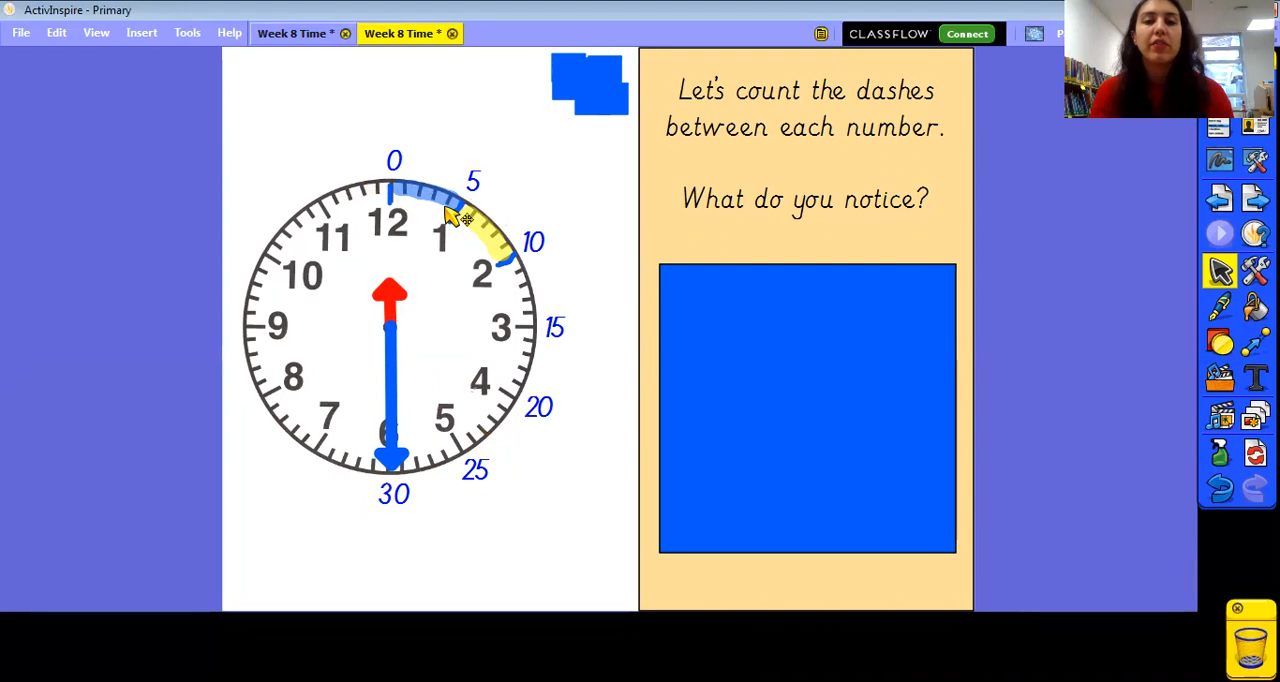 ActivInspire - Primary
File Edit View Insert Tools Help
Week 8 Time *
Week 8 Time *
CLASSFLOW
Connect
Let's count the dashes
between each number.
What do you notice?
0
5
10
15
20
25
30
12
1
2
3
4
5
6
7
8
9
10
11